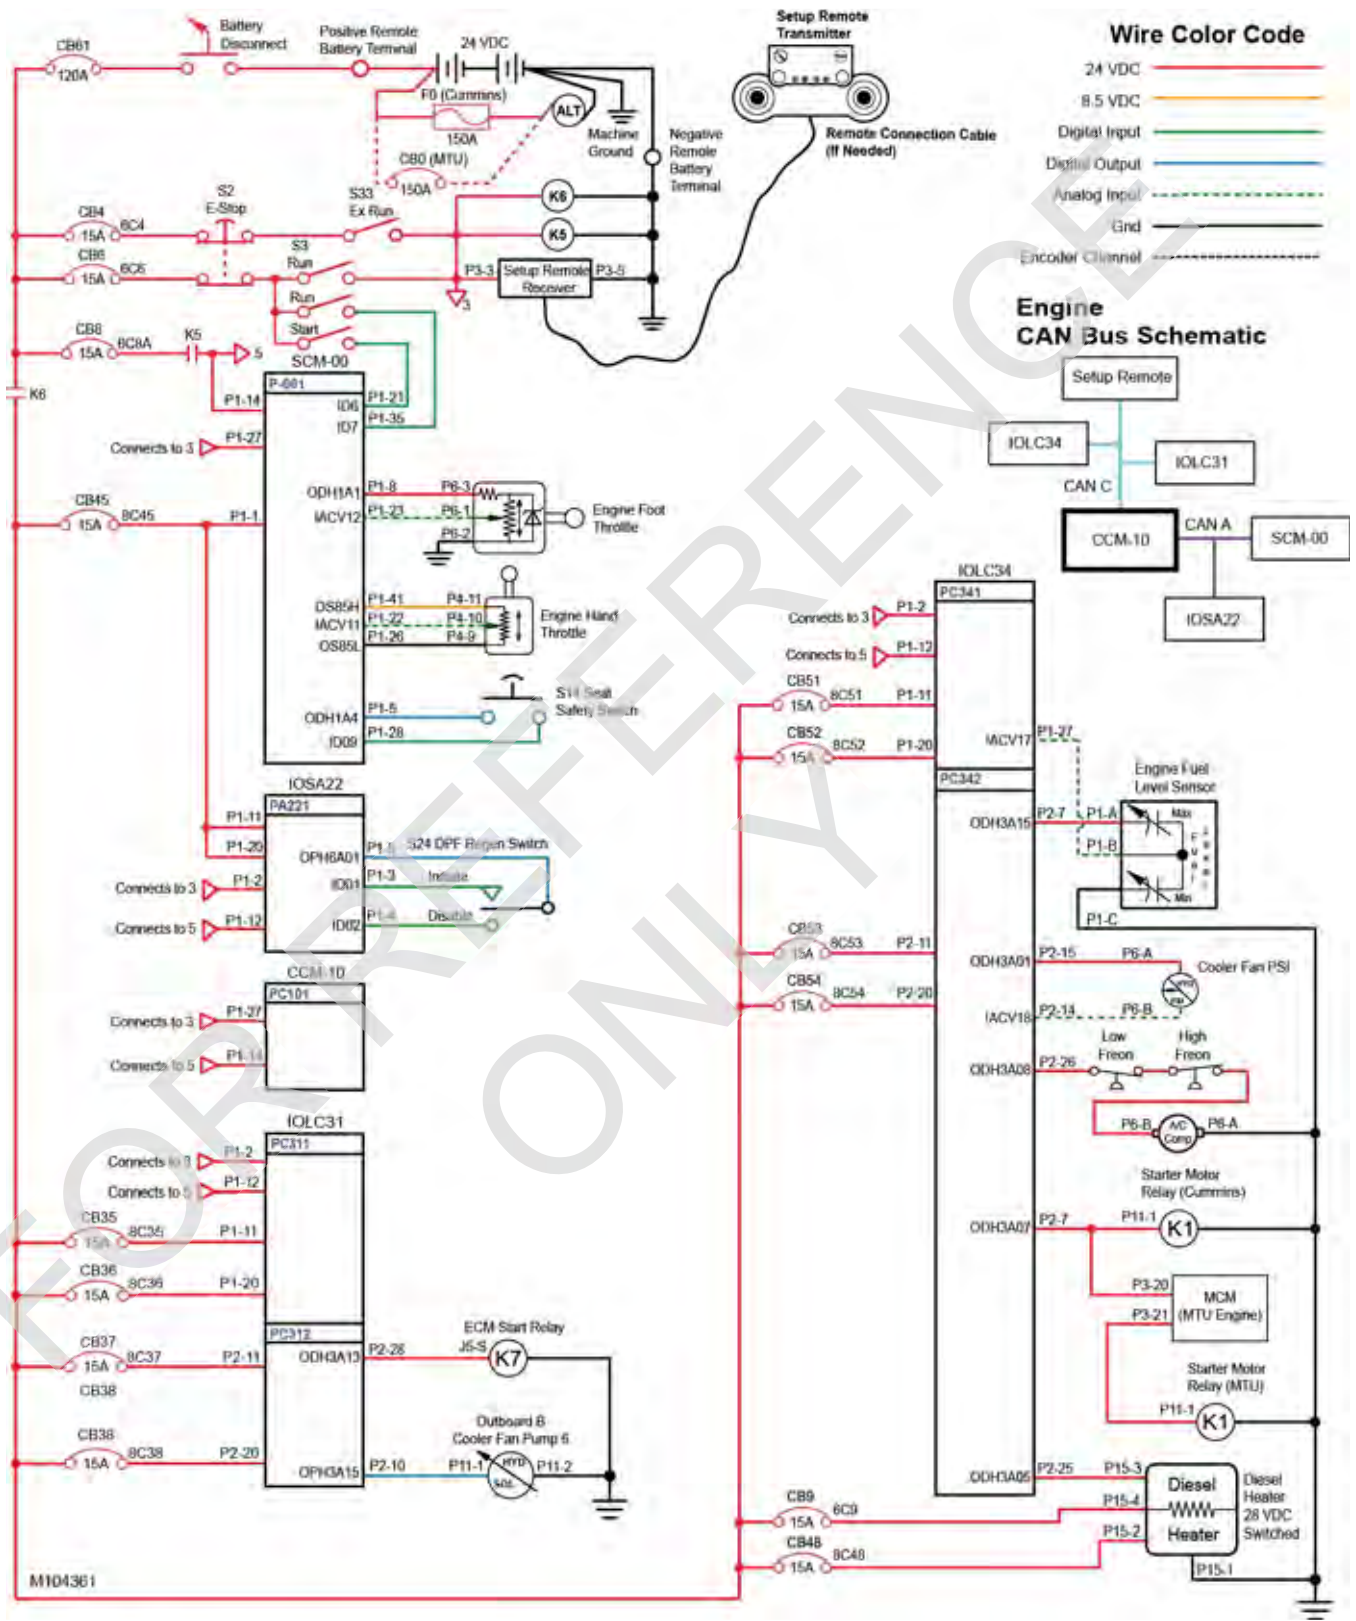 Battery
Disconnect
CB61
120A
Positive Remote
Battery Terminal
24 VDC
F0 (Cummins)
150A
ALT
CB0 (MTU)
150A
Machine
Ground
Negative
Remote
Battery
Terminal
Setup Remote
Transmitter
Remote Connection Cable
(If Needed)
Wire Color Code
24 VDC
8.5 VDC
Digital Input
Digital Output
Analog Input
Gnd
Encoder Channel
CB4
15A
6C4
S2
E-Stop
S33
Ex Run
K6
K5
CB6
15A
6C6
S3
Run
P3-3
Setup Remote
Receiver
P3-5
3
Run
Start
CB8
15A
6C8A
K5
5
K6
Engine
CAN Bus Schematic
Setup Remote
IOLC34
IOLC31
CAN C
CCM-10
CAN A
SCM-00
IOSA22
SCM-00
P-001
P1-14
ID6
P1-21
ID7
P1-35
Connects to 3
P1-27
ODH1A1
P1-8
P6-3
IACV12
P1-23
P6-1
P6-2
Engine Foot
Throttle
CB45
15A
8C45
P1-1
P1-41
P4-11
IACV11
P1-22
P4-10
OS85L
P1-26
P4-9
Engine Hand
Throttle
ODH1A4
P1-5
ID09
P1-28
S14 Seat
Safety Switch
IOSA22
PA221
P1-11
P1-20
OPH6A01
P1-5
S24 DPF Regen Switch
ID01
P1-3
Initiate
Connects to 3
P1-2
ID02
P1-4
Disable
Connects to 5
P1-12
CCM-10
PC101
Connects to 3
P1-27
Connects to 5
P1-14
IOLC31
PC311
Connects to 3
P1-2
Connects to 5
P1-12
CB35
15A
8C35
P1-11
CB36
15A
8C36
P1-20
PC312
CB37
15A
8C37
P2-11
CB38
ODH3A13
P2-28
ECM Start Relay
J5-S
K7
CB38
15A
8C38
P2-20
OPH3A15
P2-10
Outboard B
Cooler Fan Pump 6
P11-1
HYD
SOL
P11-2
M104361
IOLC34
PC341
Connects to 3
P1-2
Connects to 5
P1-12
CB51
15A
8C51
P1-11
CB52
15A
8C52
P1-20
IACV17
P1-27
PC342
Engine Fuel
Level Sensor
ODH3A15
P2-7
P1-A
Max
P1-B
Fuel
Min
P1-C
CB53
15A
8C53
P2-11
ODH3A01
P2-15
P6-A
Cooler Fan PSI
CB54
15A
8C54
P2-20
IACV18
P2-14
P6-B
Low
Freon
High
Freon
ODH3A08
P2-26
P6-B
A/C
Comp
P6-A
Starter Motor
Relay (Cummins)
ODH3A07
P2-7
P11-1
K1
P3-20
P3-21
MCM
(MTU Engine)
Starter Motor
Relay (MTU)
P11-1
K1
ODH3A05
P2-25
P15-3
P15-4
P15-2
P15-1
Diesel
Heater
Diesel
Heater
28 VDC
Switched
CB9
15A
6C9
CB48
15A
8C48
FOR REFERENCE
ONLY